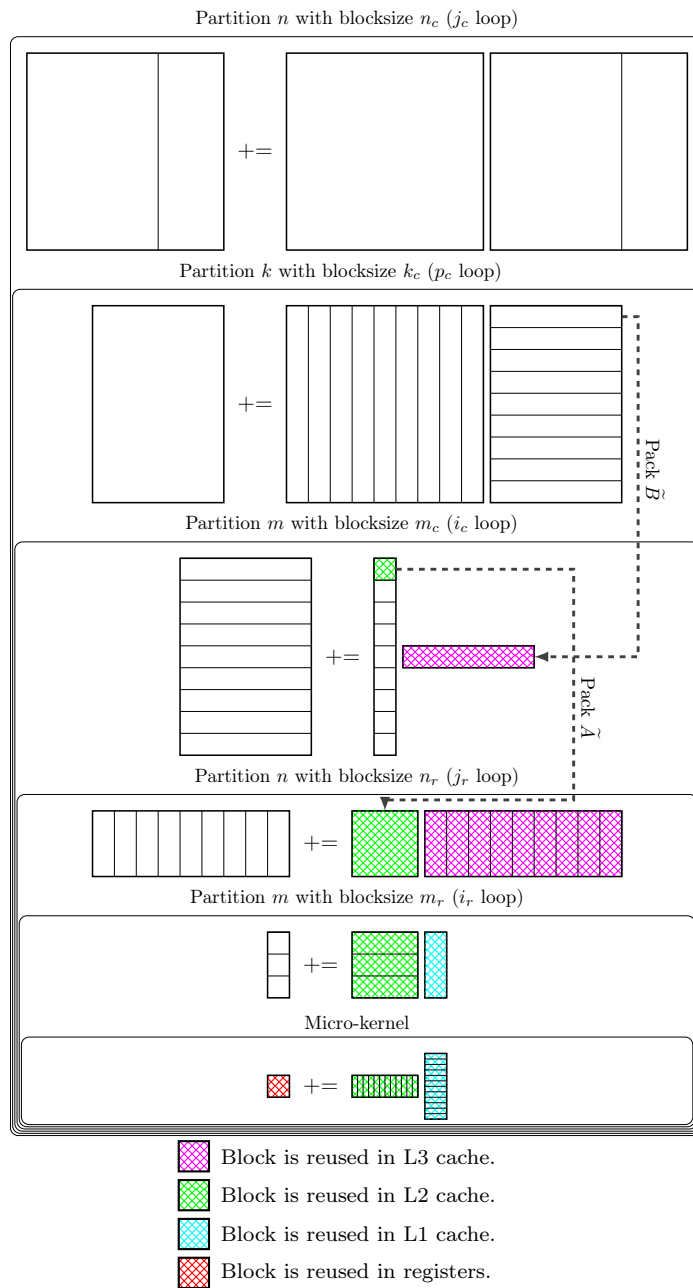 Partition n with blocksize n_c (j_c loop)
+=
Partition k with blocksize k_c (p_c loop)
+=
Pack B̃
Partition m with blocksize m_c (i_c loop)
+=
Pack Ã
Partition n with blocksize n_r (j_r loop)
+=
Partition m with blocksize m_r (i_r loop)
+=
Micro-kernel
+=
Block is reused in L3 cache.
Block is reused in L2 cache.
Block is reused in L1 cache.
Block is reused in registers.